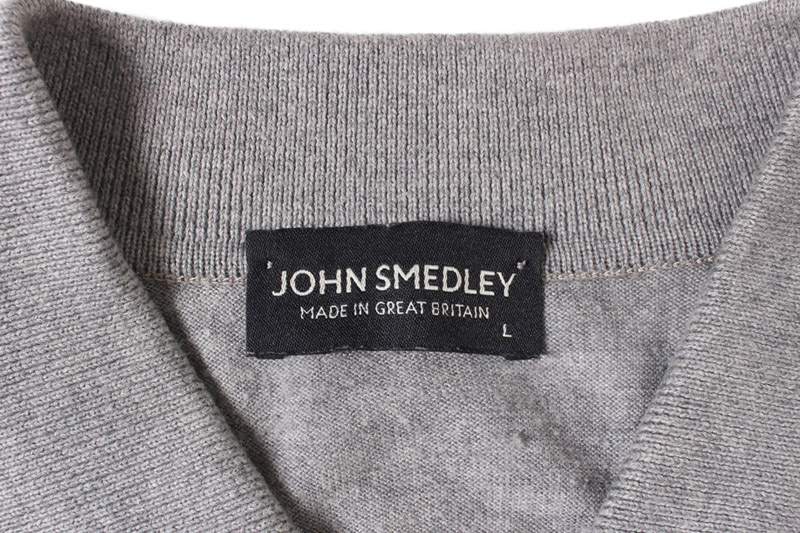 JOHN SMEDLEY
MADE IN GREAT BRITAIN
L